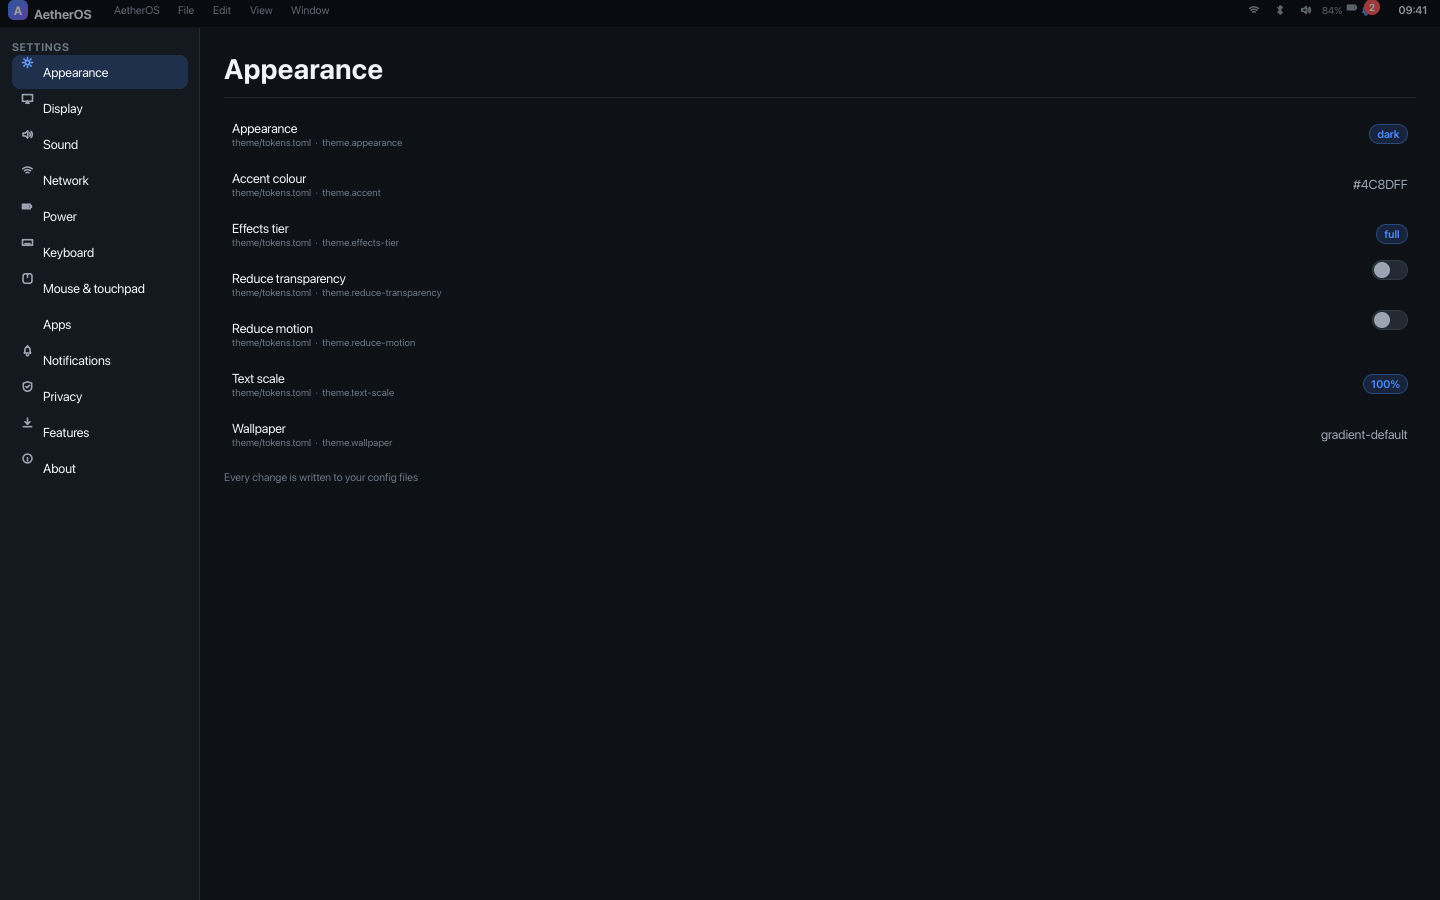 A AetherOS AetherOS File Edit View Window 84% 2 09:41
SETTINGS
Appearance
Display
Sound
Network
Power
Keyboard
Mouse & touchpad
Apps
Notifications
Privacy
Features
About
Appearance
Appearance
theme/tokens.toml · theme.appearance
dark
Accent colour
theme/tokens.toml · theme.accent
#4C8DFF
Effects tier
theme/tokens.toml · theme.effects-tier
full
Reduce transparency
theme/tokens.toml · theme.reduce-transparency
Reduce motion
theme/tokens.toml · theme.reduce-motion
Text scale
theme/tokens.toml · theme.text-scale
100%
Wallpaper
theme/tokens.toml · theme.wallpaper
gradient-default
Every change is written to your config files